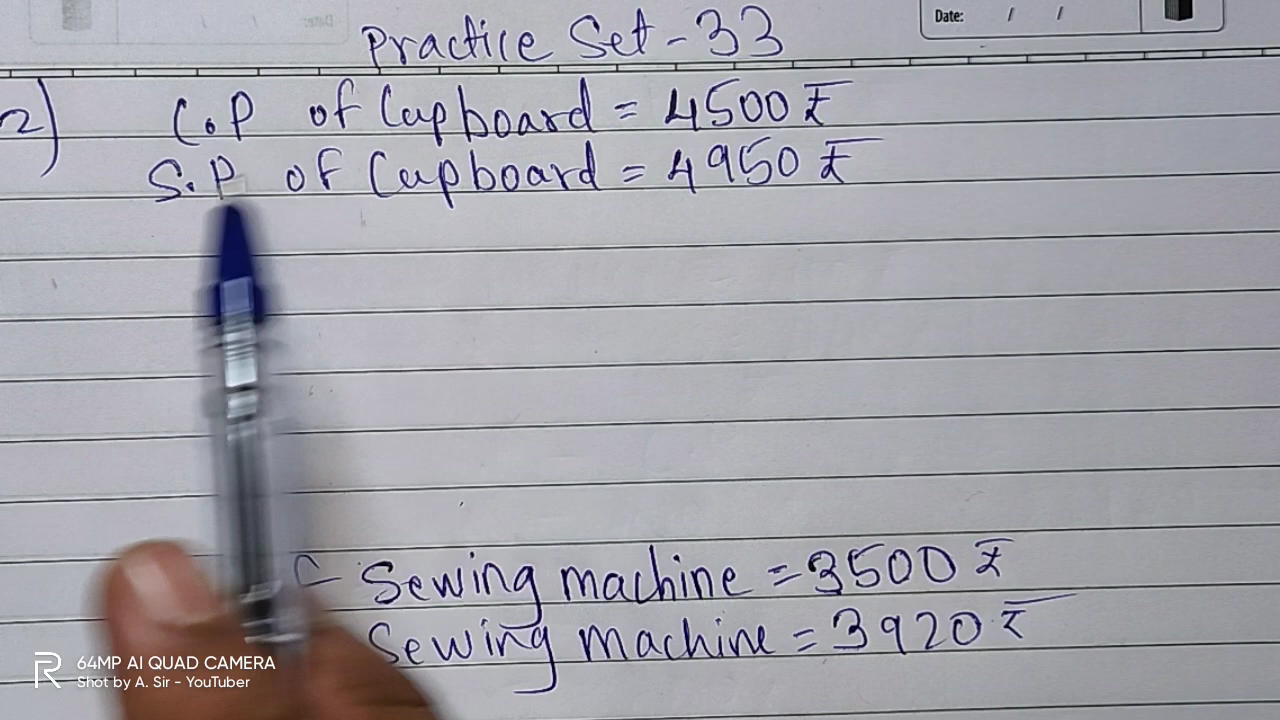 Date: / /
Practice Set - 33
2) C.P of Cupboard = 4500 ₹
S.P of Cupboard = 4950 ₹
Sewing machine = 3500 ₹
Sewing machine = 3920 ₹
64MP AI QUAD CAMERA
Shot by A. Sir - YouTuber